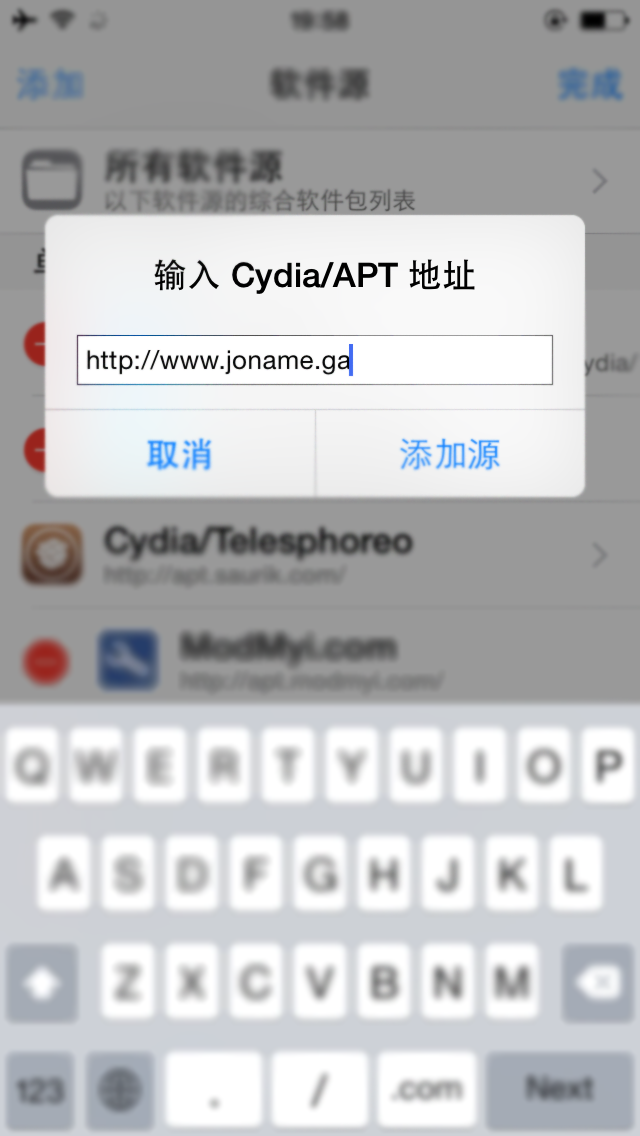 19:58
添加
软件源
完成
所有软件源
以下软件源的综合软件包列表
输入 Cydia/APT 地址
http://www.joname.ga
ydia/
取消
添加源
Cydia/Telesphoreo
http://apt.saurik.com/
ModMyi.com
http://apt.modmyi.com/
Q W E R T Y U I O P
A S D F G H J K L
Z X C V B N M
123
. / .com Next